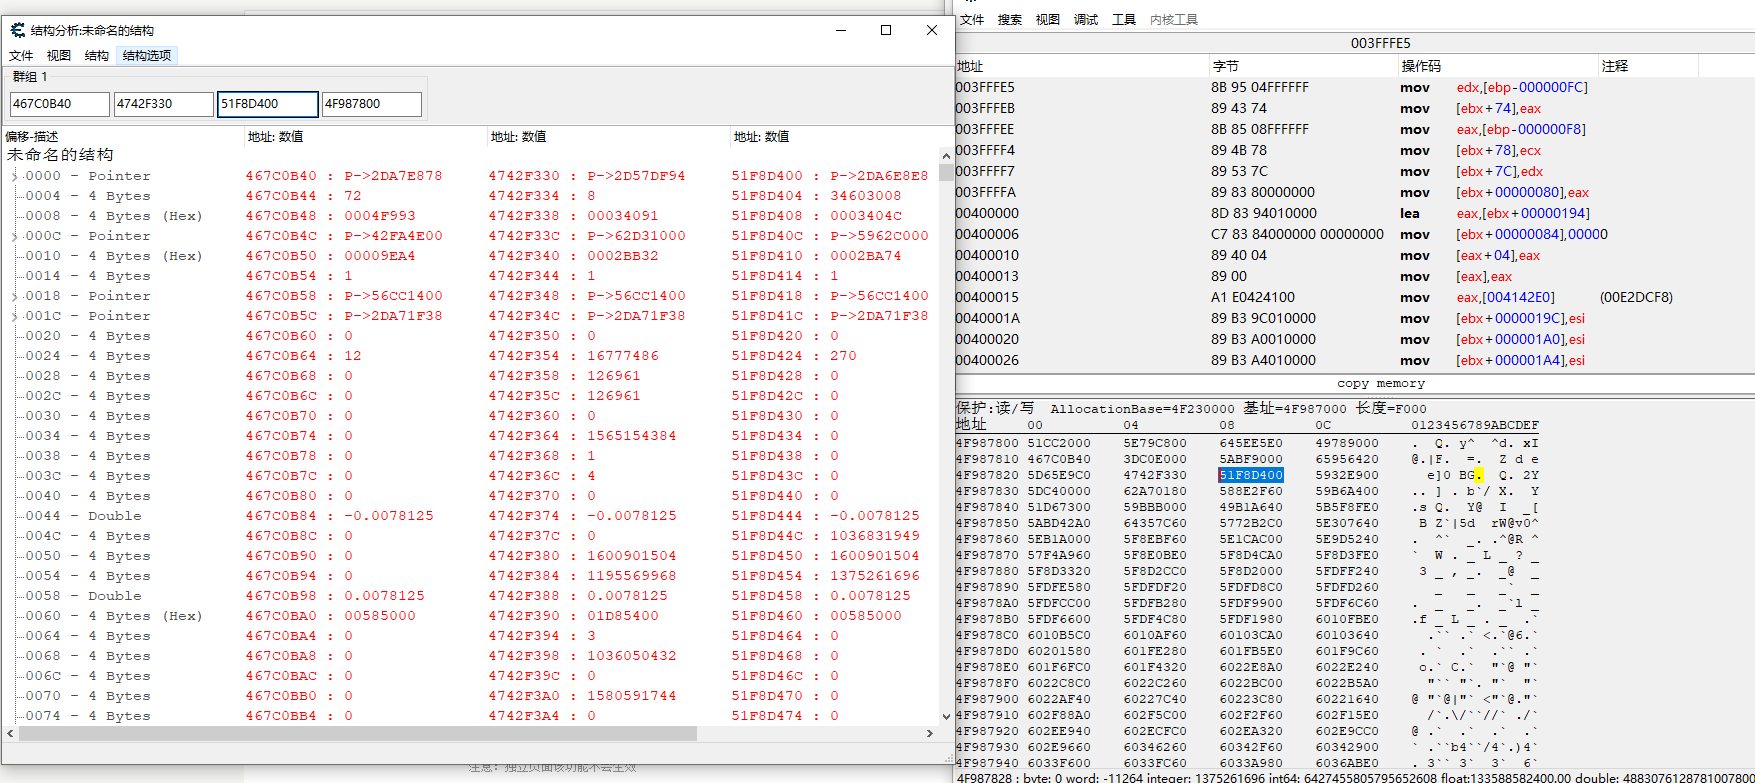 结构分析:未命名的结构
文件 视图 结构 结构选项
群组 1
467C0B40 4742F330 51F8D400 4F987800
偏移-描述 地址: 数值 地址: 数值 地址: 数值
未命名的结构
0000 - Pointer 467C0B40 : P->2DA7E878 4742F330 : P->2D57DF94 51F8D400 : P->2DA6E8E8
0004 - 4 Bytes 467C0B44 : 72 4742F334 : 8 51F8D404 : 34603008
0008 - 4 Bytes (Hex) 467C0B48 : 0004F993 4742F338 : 00034091 51F8D408 : 0003404C
000C - Pointer 467C0B4C : P->42FA4E00 4742F33C : P->62D31000 51F8D40C : P->5962C000
0010 - 4 Bytes (Hex) 467C0B50 : 00009EA4 4742F340 : 0002BB32 51F8D410 : 0002BA74
0014 - 4 Bytes 467C0B54 : 1 4742F344 : 1 51F8D414 : 1
0018 - Pointer 467C0B58 : P->56CC1400 4742F348 : P->56CC1400 51F8D418 : P->56CC1400
001C - Pointer 467C0B5C : P->2DA71F38 4742F34C : P->2DA71F38 51F8D41C : P->2DA71F38
0020 - 4 Bytes 467C0B60 : 0 4742F350 : 0 51F8D420 : 0
0024 - 4 Bytes 467C0B64 : 12 4742F354 : 16777486 51F8D424 : 270
0028 - 4 Bytes 467C0B68 : 0 4742F358 : 126961 51F8D428 : 0
002C - 4 Bytes 467C0B6C : 0 4742F35C : 126961 51F8D42C : 0
0030 - 4 Bytes 467C0B70 : 0 4742F360 : 0 51F8D430 : 0
0034 - 4 Bytes 467C0B74 : 0 4742F364 : 1565154384 51F8D434 : 0
0038 - 4 Bytes 467C0B78 : 0 4742F368 : 1 51F8D438 : 0
003C - 4 Bytes 467C0B7C : 0 4742F36C : 4 51F8D43C : 0
0040 - 4 Bytes 467C0B80 : 0 4742F370 : 0 51F8D440 : 0
0044 - Double 467C0B84 : -0.0078125 4742F374 : -0.0078125 51F8D444 : -0.0078125
004C - 4 Bytes 467C0B8C : 0 4742F37C : 0 51F8D44C : 1036831949
0050 - 4 Bytes 467C0B90 : 0 4742F380 : 1600901504 51F8D450 : 1600901504
0054 - 4 Bytes 467C0B94 : 0 4742F384 : 1195569968 51F8D454 : 1375261696
0058 - Double 467C0B98 : 0.0078125 4742F388 : 0.0078125 51F8D458 : 0.0078125
0060 - 4 Bytes (Hex) 467C0BA0 : 00585000 4742F390 : 01D85400 51F8D460 : 00585000
0064 - 4 Bytes 467C0BA4 : 0 4742F394 : 3 51F8D464 : 0
0068 - 4 Bytes 467C0BA8 : 0 4742F398 : 1036050432 51F8D468 : 0
006C - 4 Bytes 467C0BAC : 0 4742F39C : 0 51F8D46C : 0
0070 - 4 Bytes 467C0BB0 : 0 4742F3A0 : 1580591744 51F8D470 : 0
0074 - 4 Bytes 467C0BB4 : 0 4742F3A4 : 0 51F8D474 : 0
注意：独立页面该功能不会生效
文件 搜索 视图 调试 工具 内核工具
003FFFE5
地址 字节 操作码 注释
003FFFE5 8B 95 04FFFFFF mov edx,[ebp-000000FC]
003FFFEB 89 43 74 mov [ebx+74],eax
003FFFEE 8B 85 08FFFFFF mov eax,[ebp-000000F8]
003FFFF4 89 4B 78 mov [ebx+78],ecx
003FFFF7 89 53 7C mov [ebx+7C],edx
003FFFFA 89 83 80000000 mov [ebx+00000080],eax
00400000 8D 83 94010000 lea eax,[ebx+00000194]
00400006 C7 83 84000000 00000000 mov [ebx+00000084],00000
00400010 89 40 04 mov [eax+04],eax
00400013 89 00 mov [eax],eax
00400015 A1 E0424100 mov eax,[004142E0] (00E2DCF8)
0040001A 89 B3 9C010000 mov [ebx+0000019C],esi
00400020 89 B3 A0010000 mov [ebx+000001A0],esi
00400026 89 B3 A4010000 mov [ebx+000001A4],esi
copy memory
保护:读/写 AllocationBase=4F230000 基址=4F987000 长度=F000
地址 00 04 08 0C 0123456789ABCDEF
4F987800 51CC2000 5E79C800 645EE5E0 49789000 . Q. y^ ^d. xI
4F987810 467C0B40 3DC0E000 5ABF9000 65956420 @.|F. =. Z d e
4F987820 5D65E9C0 4742F330 51F8D400 5932E900 e]0 BG. Q. 2Y
4F987830 5DC40000 62A70180 588E2F60 59B6A400 .. ] . b`/ X. Y
4F987840 51D67300 59BBB000 49B1A640 5B5F8FE0 .s Q. Y@ I _[
4F987850 5ABD42A0 64357C60 5772B2C0 5E307640 B Z`|5d rW@v0^
4F987860 5EB1A000 5F8EBF60 5E1CAC00 5E9D5240 . ^` _. .^@R ^
4F987870 57F4A960 5F8E0BE0 5F8D4CA0 5F8D3FE0 ` W . _ L _ ? _
4F987880 5F8D3320 5F8D2CC0 5F8D2000 5FDFF240 3 _ , _. _@ _
4F987890 5FDFE580 5FDFDF20 5FDFD8C0 5FDFD260 _ _ _` _
4F9878A0 5FDFCC00 5FDFB280 5FDF9900 5FDF6C60 . _ _. _`l_
4F9878B0 5FDF6600 5FDF4C80 5FDF1980 6010FBE0 .f _ L _ . _ .`
4F9878C0 6010B5C0 6010AF60 60103CA0 60103640 .`` .` <.`@6.`
4F9878D0 60201580 601FE280 601FB5E0 601F9C60 . ` .` .`` .`
4F9878E0 601F6FC0 601F4320 6022E8A0 6022E240 o.` C.` "`@ "`
4F9878F0 6022C8C0 6022C260 6022BC00 6022B5A0 "`` "`. "` "`
4F987900 6022AF40 60227C40 60223C80 60221640 @ "`@|"` <"`@."`
4F987910 602F88A0 602F5C00 602F2F60 602F15E0 /`.\/``//` ./`
4F987920 602EE940 602ECFC0 602EA320 602E9CC0 @ .` .` .` .`
4F987930 602E9660 60346260 60342F60 60342900 ` .``b4``/4`.)4`
4F987940 6033F600 6033FC60 6033A980 6036ABE0 . 3`` 3` 3` 6`
4F987828 : byte: 0 word: -11264 integer: 1375261696 int64: 6427455805795652608 float:133588582400.00 double: 4883076128781007800